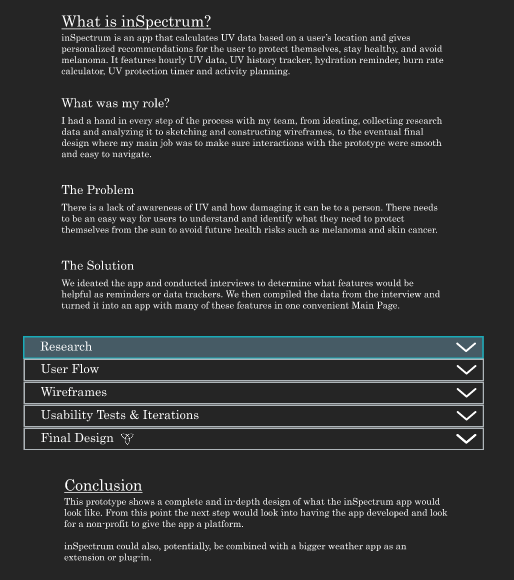 What is inSpectrum?
inSpectrum is an app that calculates UV data based on a user's location and gives
personalized recommendations for the user to protect themselves, stay healthy, and avoid
melanoma. It features hourly UV data, UV history tracker, hydration reminder, burn rate
calculator, UV protection timer and activity planning.
What was my role?
I had a hand in every step of the process with my team, from ideating, collecting research
data and analyzing it to sketching and constructing wireframes, to the eventual final
design where my main job was to make sure interactions with the prototype were smooth
and easy to navigate.
The Problem
There is a lack of awareness of UV and how damaging it can be to a person. There needs
to be an easy way for users to understand and identify what they need to protect
themselves from the sun to avoid future health risks such as melanoma and skin cancer.
The Solution
We ideated the app and conducted interviews to determine what features would be
helpful as reminders or data trackers. We then compiled the data from the interview and
turned it into an app with many of these features in one convenient Main Page.
Research
User Flow
Wireframes
Usability Tests & Iterations
Final Design
Conclusion
This prototype shows a complete and in-depth design of what the inSpectrum app would
look like. From this point the next step would look into having the app developed and look
for a non-profit to give the app a platform.
inSpectrum could also, potentially, be combined with a bigger weather app as an
extension or plug-in.